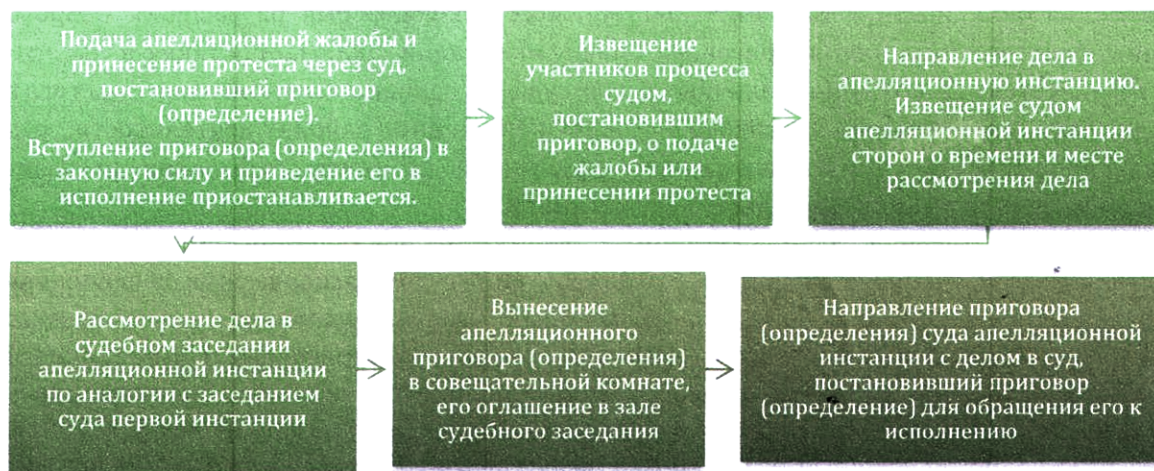 Подача апелляционной жалобы и
принесение протеста через суд,
постановивший приговор
(определение).
Вступление приговора (определения) в
законную силу и приведение его в
исполнение приостанавливается.
Извещение
участников процесса
судом,
постановившим
приговор, о подаче
жалобы или
принесении протеста
Направление дела в
апелляционную инстанцию.
Извещение судом
апелляционной инстанции
сторон о времени и месте
рассмотрения дела
Рассмотрение дела в
судебном заседании
апелляционной инстанции
по аналогии с заседанием
суда первой инстанции
Вынесение
апелляционного
приговора (определения)
в совещательной комнате,
его оглашение в зале
судебного заседания
Направление приговора
(определения) суда апелляционной
инстанции с делом в суд,
постановивший приговор
(определение) для обращения его к
исполнению